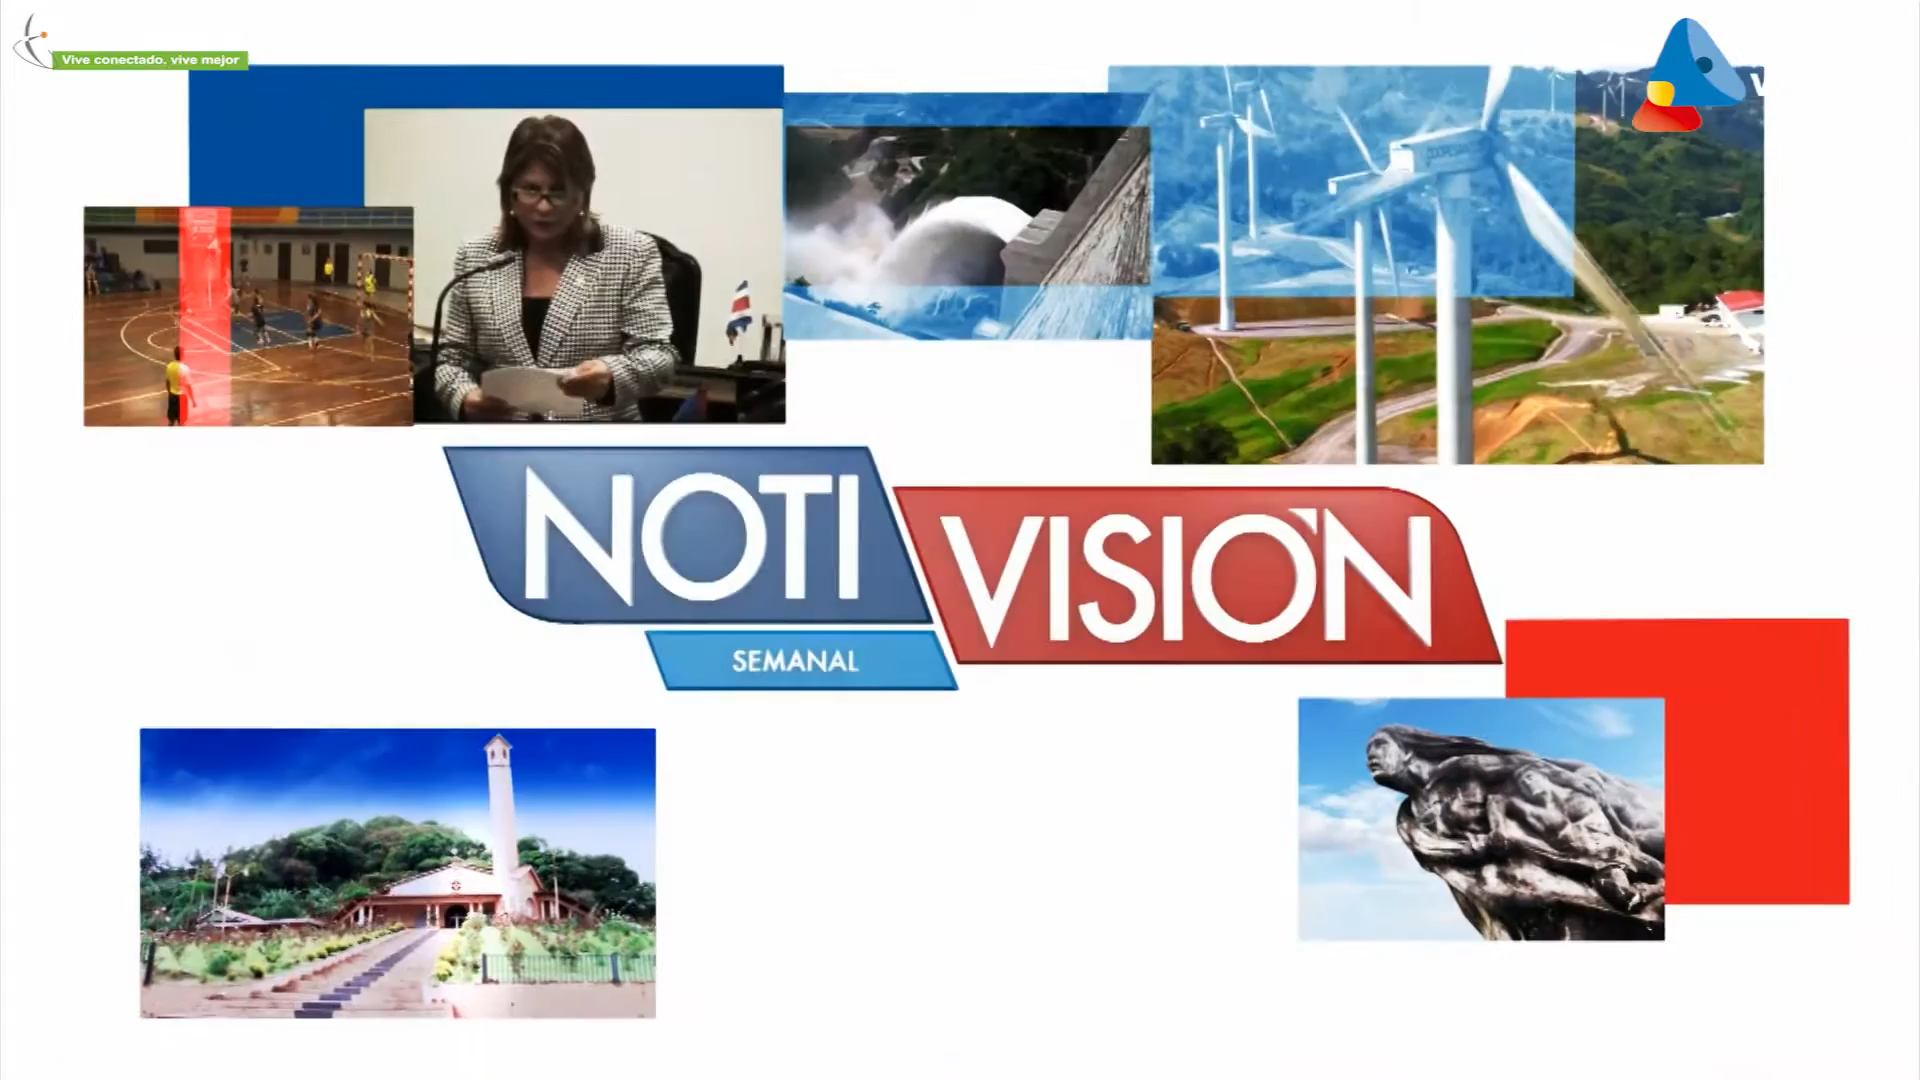 Vive conectado. vive mejor
V
NOTI
VISIÓN
SEMANAL